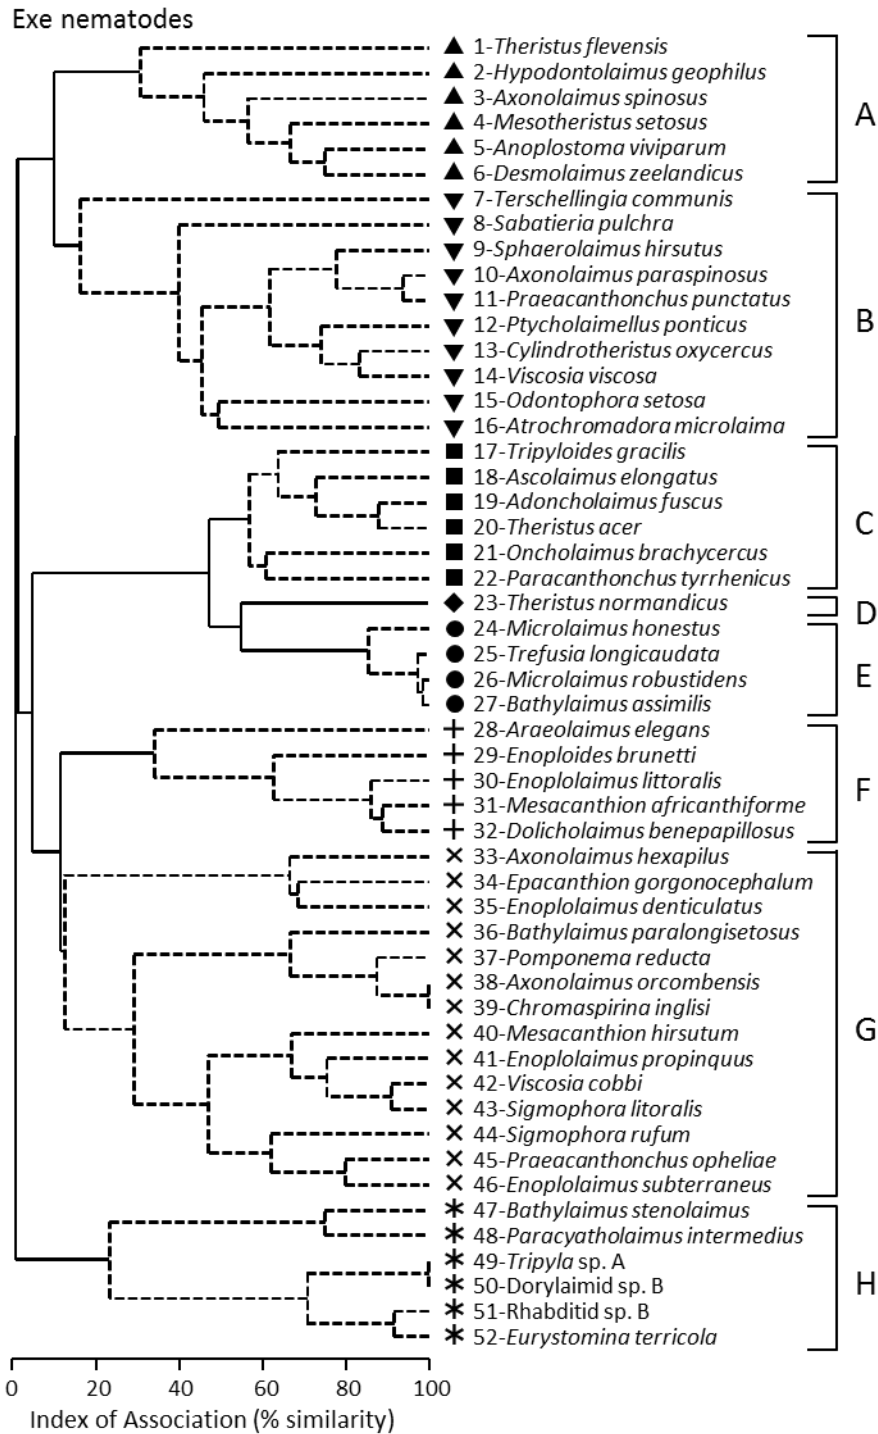 Exe nematodes
1-Theristus flevensis
2-Hypodontolaimus geophilus
3-Axonolaimus spinosus
4-Mesotheristus setosus
5-Anoplostoma viviparum
6-Desmolaimus zeelandicus
A
7-Terschellingia communis
8-Sabatieria pulchra
9-Sphaerolaimus hirsutus
10-Axonolaimus paraspinosus
11-Praeacanthonchus punctatus
12-Ptycholaimellus ponticus
13-Cylindrotheristus oxycercus
14-Viscosia viscosa
15-Odontophora setosa
16-Atrochromadora microlaima
B
17-Tripyloides gracilis
18-Ascolaimus elongatus
19-Adoncholaimus fuscus
20-Theristus acer
21-Oncholaimus brachycercus
22-Paracanthonchus tyrrhenicus
C
23-Theristus normandicus
D
24-Microlaimus honestus
25-Trefusia longicaudata
26-Microlaimus robustidens
27-Bathylaimus assimilis
E
28-Araeolaimus elegans
29-Enoploides brunetti
30-Enoplolaimus littoralis
31-Mesacanthion africanthiforme
32-Dolicholaimus benepapillosus
F
33-Axonolaimus hexapilus
34-Epacanthion gorgonocephalum
35-Enoplolaimus denticulatus
36-Bathylaimus paralongisetosus
37-Pomponema reducta
38-Axonolaimus orcombensis
39-Chromaspirina inglisi
40-Mesacanthion hirsutum
41-Enoplolaimus propinquus
42-Viscosia cobbi
43-Sigmophora litoralis
44-Sigmophora rufum
45-Praeacanthonchus opheliae
46-Enoplolaimus subterraneus
G
47-Bathylaimus stenolaimus
48-Paracyatholaimus intermedius
49-Tripyla sp. A
50-Dorylaimid sp. B
51-Rhabditid sp. B
52-Eurystomina terricola
H
0 20 40 60 80 100
Index of Association (% similarity)